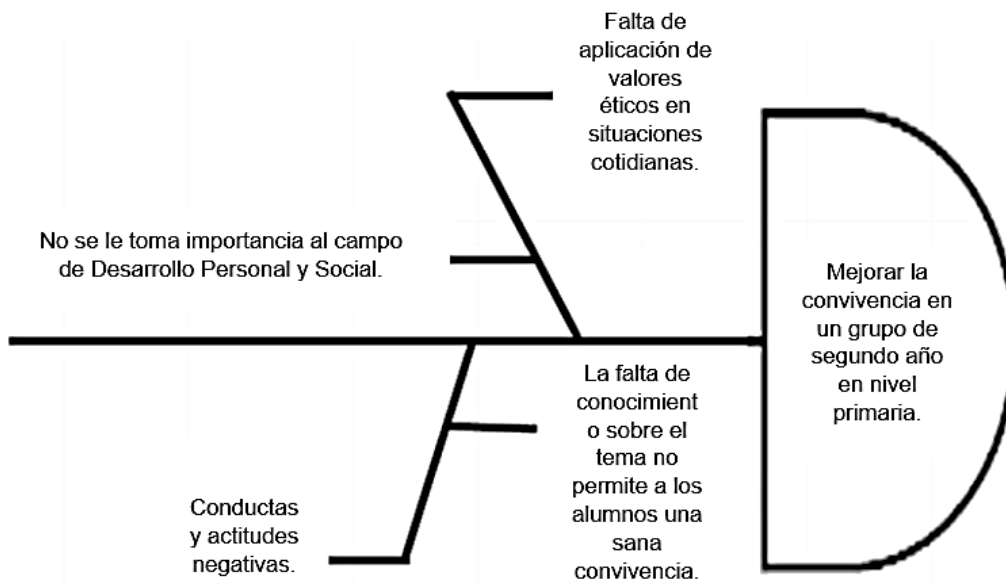 Falta de
aplicación de
valores
éticos en
situaciones
cotidianas.
No se le toma importancia al campo
de Desarrollo Personal y Social.
Mejorar la
convivencia en
un grupo de
segundo año
en nivel
primaria.
La falta de
conocimient
o sobre el
tema no
permite a los
alumnos una
sana
convivencia.
Conductas
y actitudes
negativas.